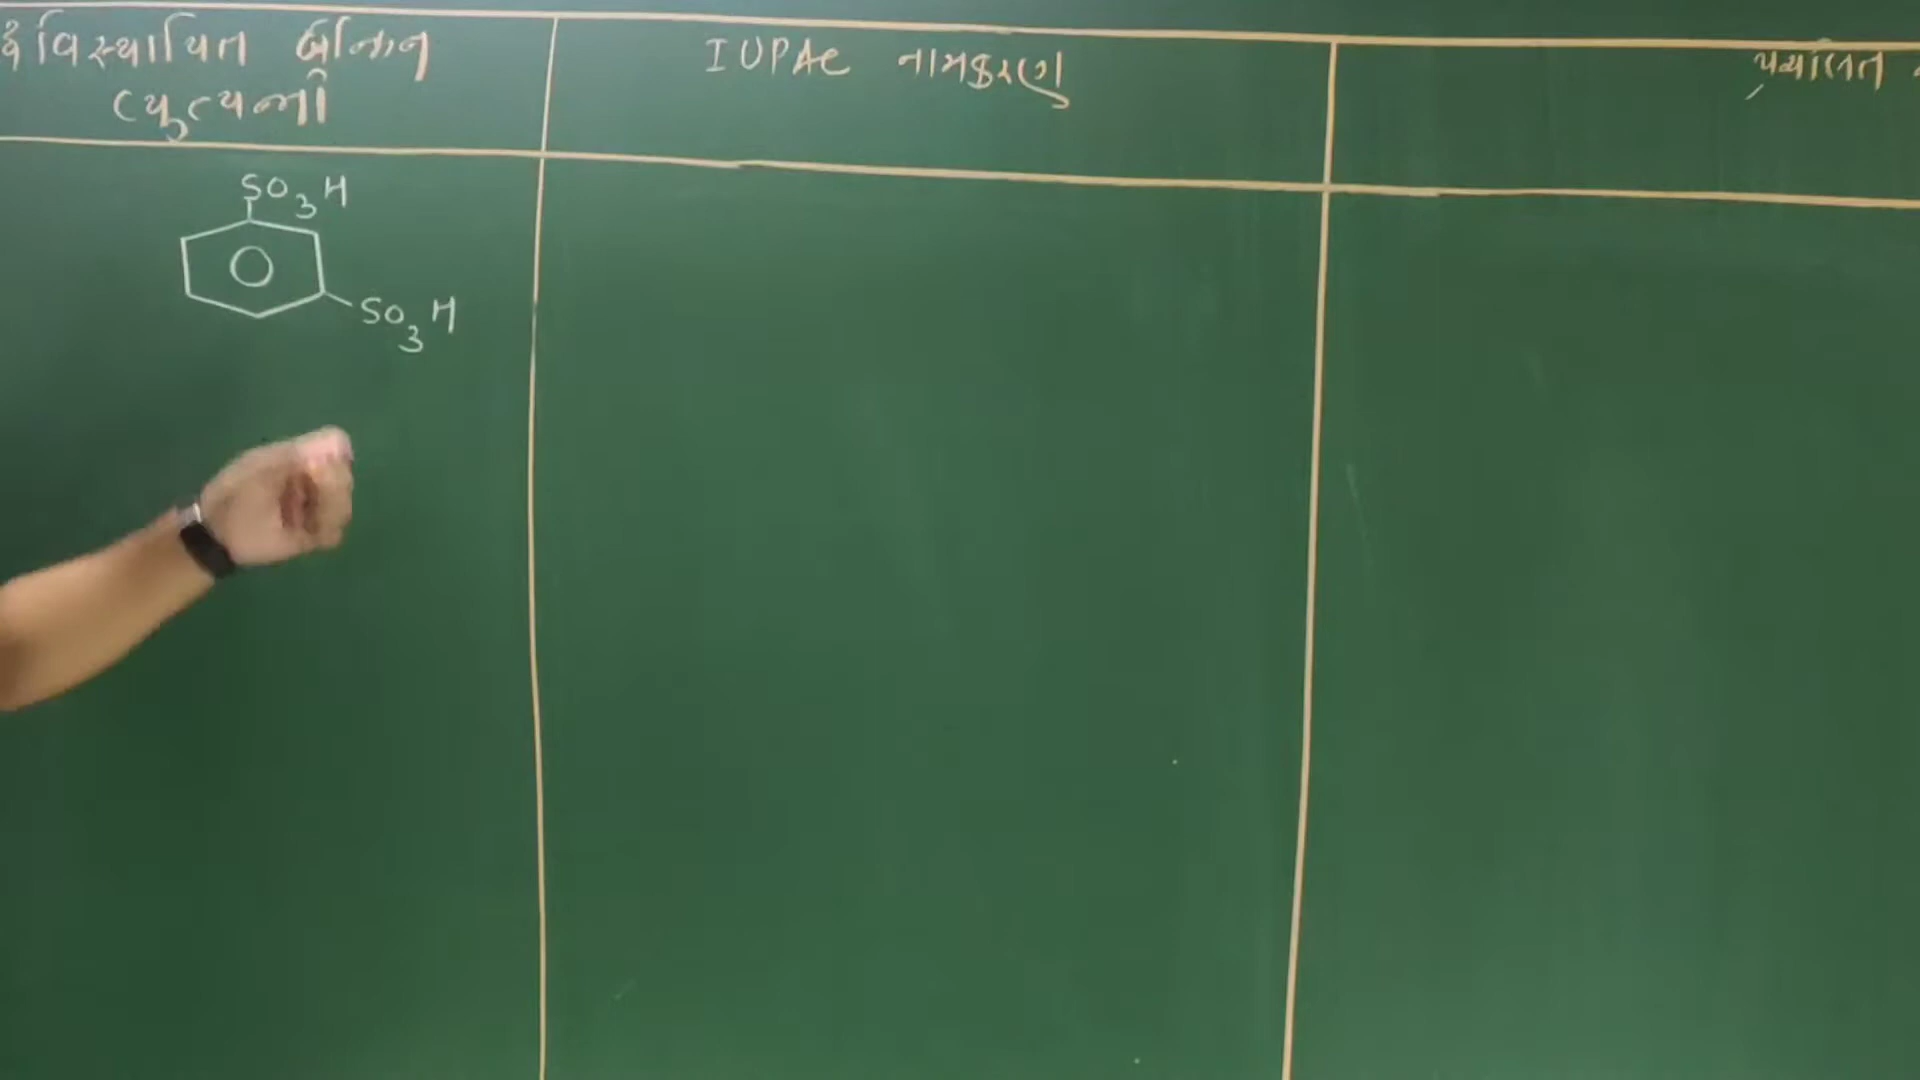 વિસ્થાપિત બેન્ઝિન
વ્યુત્પન્નો
IUPAC નામકરણ
પ્રચલિત
SO3H
SO3H